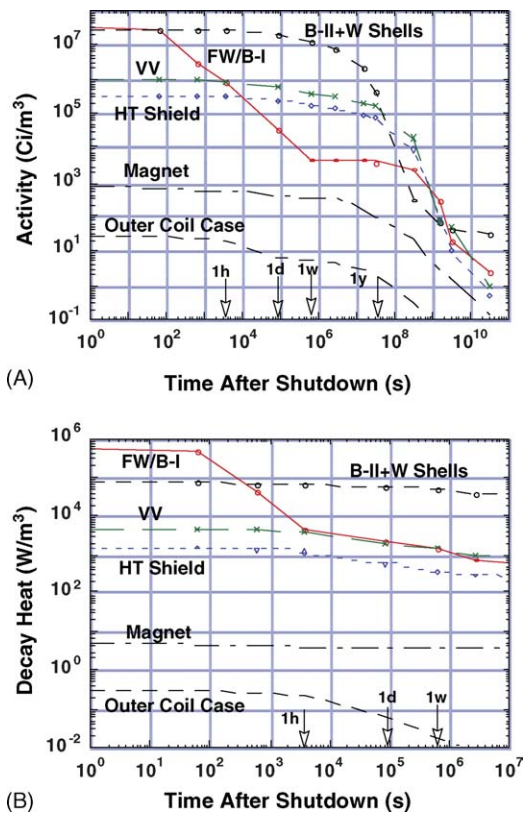 10^7
10^5
10^3
10^1
10^-1
Activity (Ci/m^3)
B-II+W Shells
FW/B-I
VV
HT Shield
Magnet
Outer Coil Case
1h
1d
1w
1y
10^0
10^2
10^4
10^6
10^8
10^10
(A)
Time After Shutdown (s)
10^6
10^4
10^2
10^0
10^-2
Decay Heat (W/m^3)
FW/B-I
B-II+W Shells
VV
HT Shield
Magnet
Outer Coil Case
1h
1d
1w
10^0
10^1
10^2
10^3
10^4
10^5
10^6
10^7
(B)
Time After Shutdown (s)